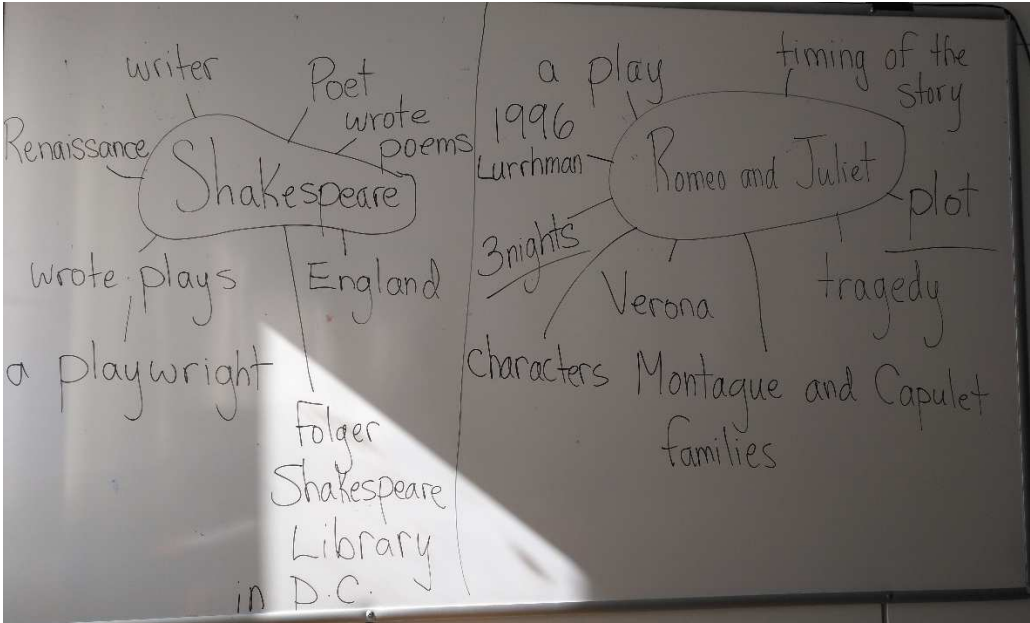 writer
Poet
wrote
poems
Renaissance
Shakespeare
wrote plays
England
a playwright
Folger
Shakespeare
Library
in D.C.
a play
timing of the
story
1996
Lurrhman
Romeo and Juliet
plot
3nights
Verona
tragedy
characters
Montague and Capulet
families